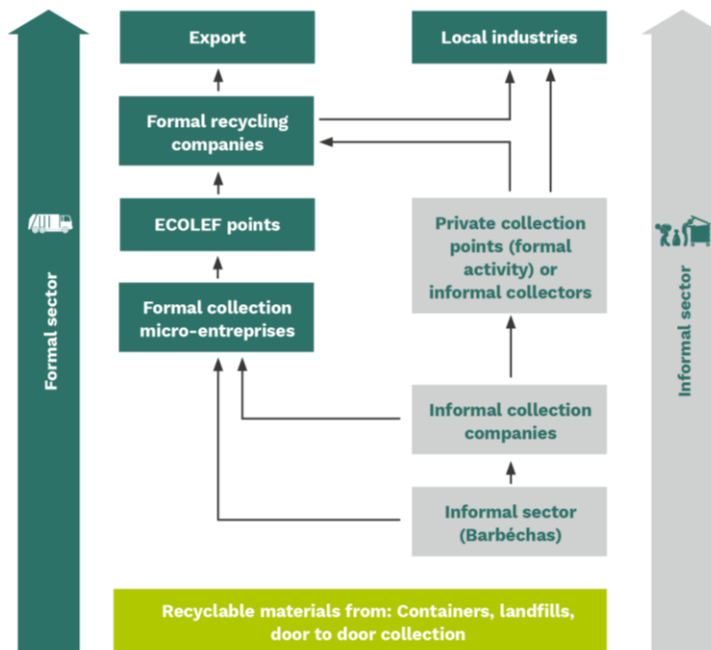 Export
Local industries
Formal recycling
companies
ECOLEF points
Private collection
points (formal
activity) or
informal collectors
Formal collection
micro-entreprises
Informal collection
companies
Informal sector
(Barbéchas)
Recyclable materials from: Containers, landfills,
door to door collection
Formal sector
Informal sector